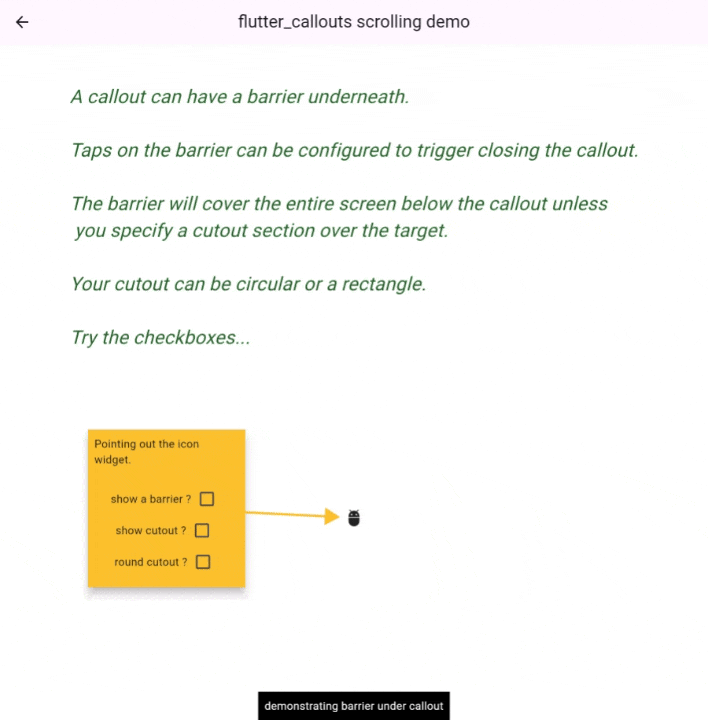 flutter_callouts scrolling demo
A callout can have a barrier underneath.
Taps on the barrier can be configured to trigger closing the callout.
The barrier will cover the entire screen below the callout unless
you specify a cutout section over the target.
Your cutout can be circular or a rectangle.
Try the checkboxes...
Pointing out the icon
widget.
show a barrier ?
show cutout ?
round cutout ?
demonstrating barrier under callout